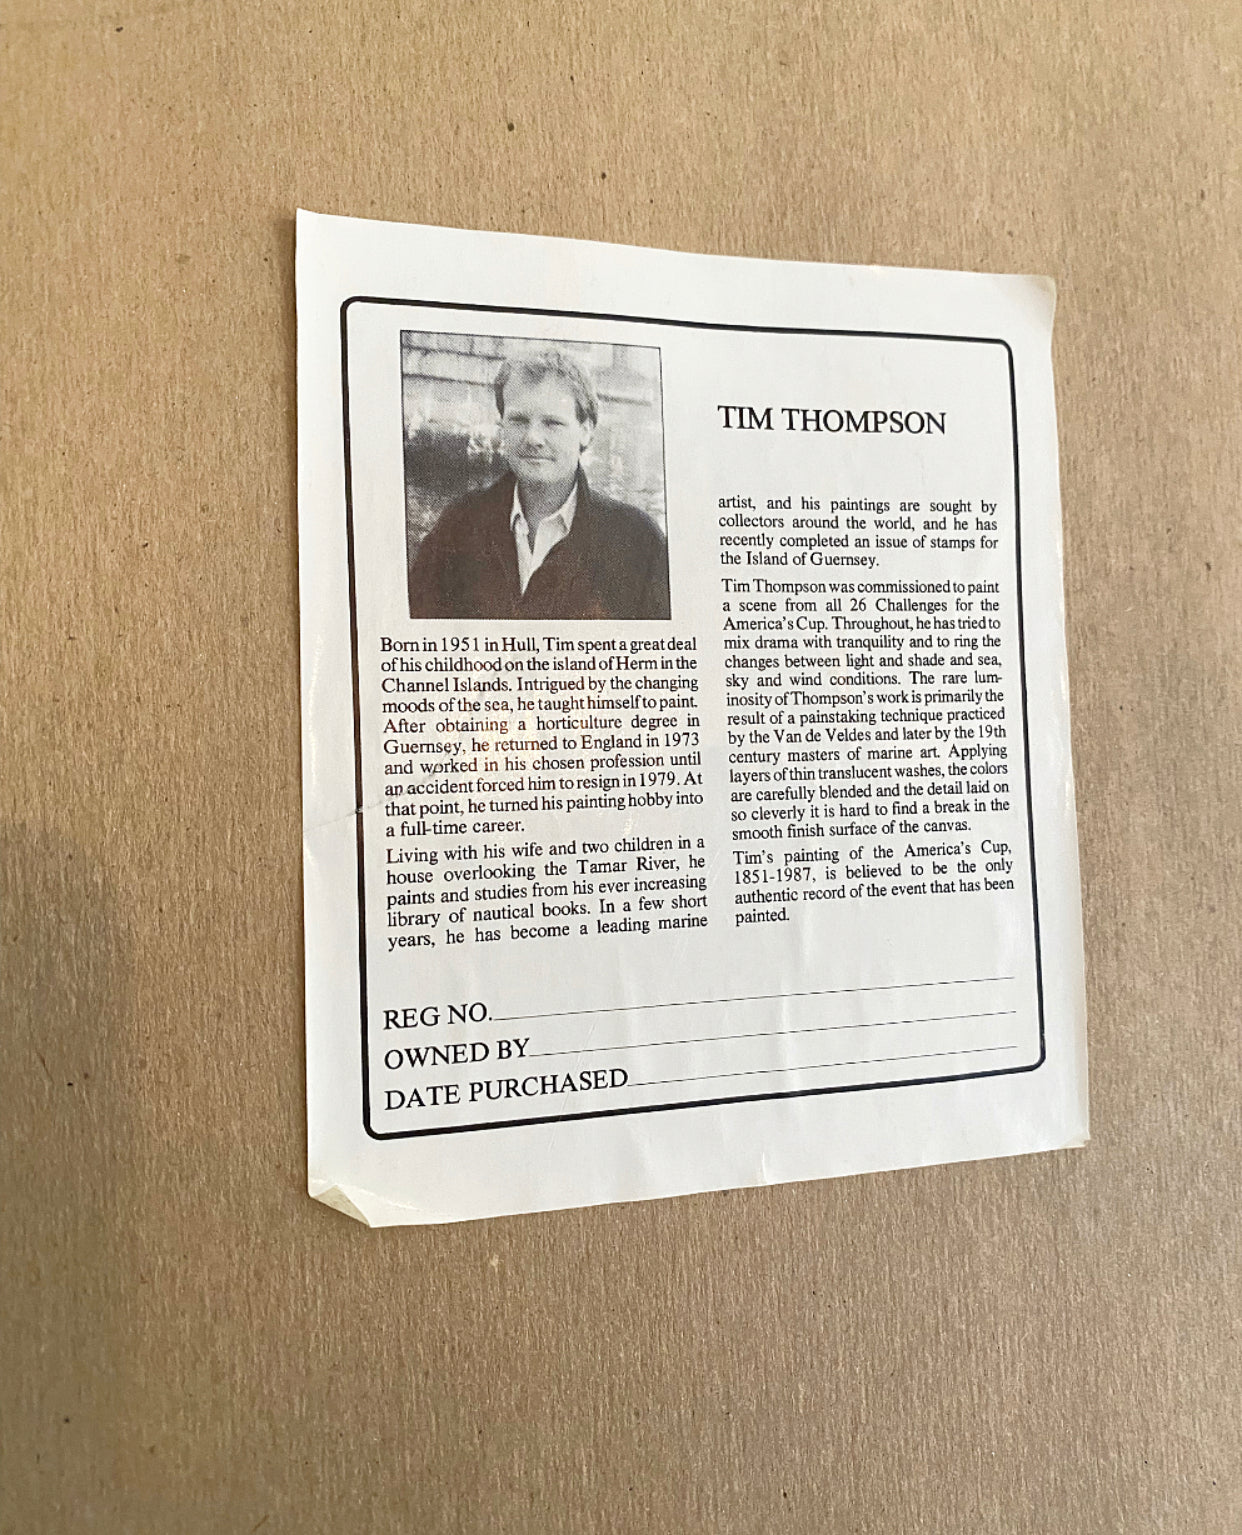 TIM THOMPSON
Born in 1951 in Hull, Tim spent a great deal
of his childhood on the island of Herm in the
Channel Islands. Intrigued by the changing
moods of the sea, he taught himself to paint.
After obtaining a horticulture degree in
Guernsey, he returned to England in 1973
and worked in his chosen profession until
an accident forced him to resign in 1979. At
that point, he turned his painting hobby into
a full-time career.
Living with his wife and two children in a
house overlooking the Tamar River, he
paints and studies from his ever increasing
library of nautical books. In a few short
years, he has become a leading marine
artist, and his paintings are sought by
collectors around the world, and he has
recently completed an issue of stamps for
the Island of Guernsey.
Tim Thompson was commissioned to paint
a scene from all 26 Challenges for the
America's Cup. Throughout, he has tried to
mix drama with tranquility and to ring the
changes between light and shade and sea,
sky and wind conditions. The rare lum-
inosity of Thompson's work is primarily the
result of a painstaking technique practiced
by the Van de Veldes and later by the 19th
century masters of marine art. Applying
layers of thin translucent washes, the colors
are carefully blended and the detail laid on
so cleverly it is hard to find a break in the
smooth finish surface of the canvas.
Tim's painting of the America's Cup,
1851-1987, is believed to be the only
authentic record of the event that has been
painted.
REG NO.
OWNED BY
DATE PURCHASED